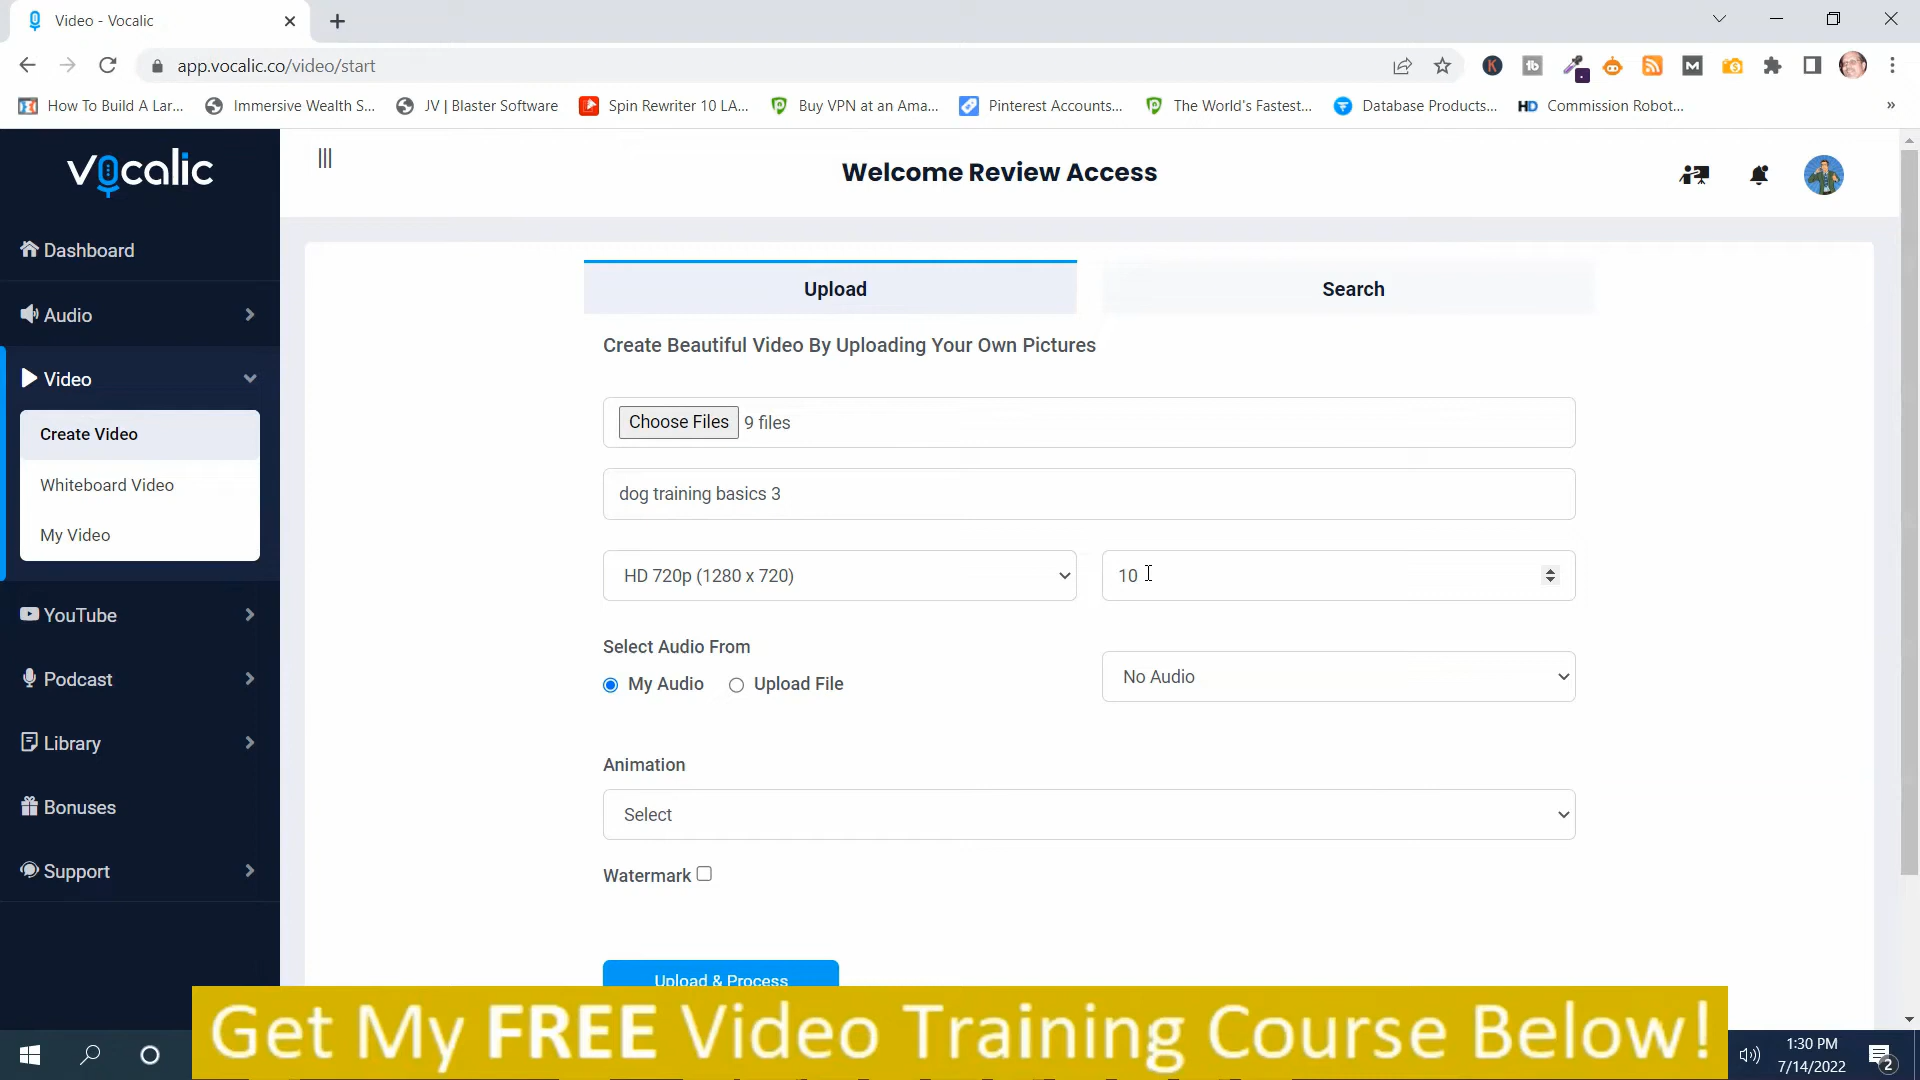 Video - Vocalic
app.vocalic.co/video/start
How To Build A Lar...
Immersive Wealth S...
JV | Blaster Software
Spin Rewriter 10 LA...
Buy VPN at an Ama...
Pinterest Accounts...
The World's Fastest...
Database Products...
HD Commission Robot...
vocalic
Welcome Review Access
Dashboard
Audio
Video
Create Video
Whiteboard Video
My Video
YouTube
Podcast
Library
Bonuses
Support
Upload
Search
Create Beautiful Video By Uploading Your Own Pictures
Choose Files 9 files
dog training basics 3
HD 720p (1280 x 720)
10
Select Audio From
My Audio
Upload File
No Audio
Animation
Select
Watermark
Upload & Process
Get My FREE Video Training Course Below!
1:30 PM
7/14/2022
2